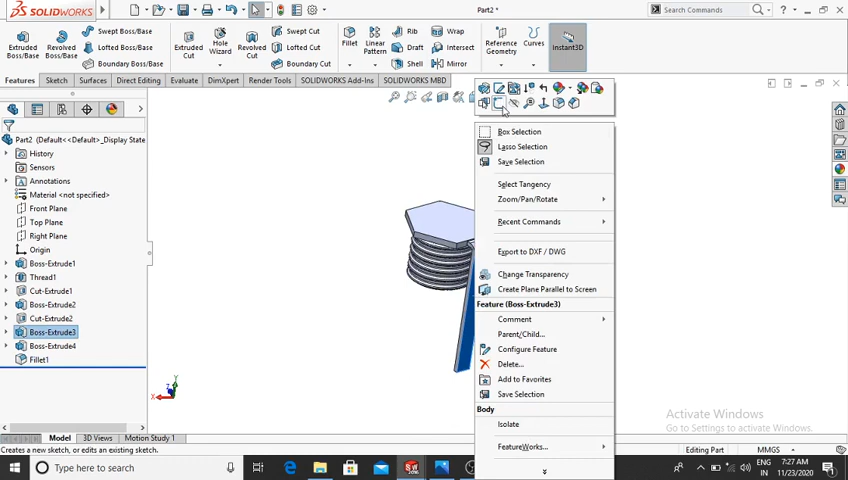 SOLIDWORKS
Part2 *
Search Commands
Extruded Boss/Base
Revolved Boss/Base
Swept Boss/Base
Lofted Boss/Base
Boundary Boss/Base
Extruded Cut
Hole Wizard
Revolved Cut
Swept Cut
Lofted Cut
Boundary Cut
Fillet
Linear Pattern
Rib
Draft
Shell
Wrap
Intersect
Mirror
Reference Geometry
Curves
Instant3D
Features
Sketch
Surfaces
Direct Editing
Evaluate
DimXpert
Render Tools
SOLIDWORKS Add-Ins
SOLIDWORKS MBD
Part2 (Default<<Default>_Display State
History
Sensors
Annotations
Material <not specified>
Front Plane
Top Plane
Right Plane
Origin
Boss-Extrude1
Thread1
Cut-Extrude1
Boss-Extrude2
Cut-Extrude2
Boss-Extrude3
Boss-Extrude4
Fillet1
Box Selection
Lasso Selection
Save Selection
Select Tangency
Zoom/Pan/Rotate
Recent Commands
Export to DXF / DWG
Change Transparency
Create Plane Parallel to Screen
Feature (Boss-Extrude3)
Comment
Parent/Child...
Configure Feature
Delete...
Add to Favorites
Save Selection
Body
Isolate
FeatureWorks...
Y
X
Z
Activate Windows
Go to Settings to activate Windows.
Model
3D Views
Motion Study 1
Creates a new sketch, or edits an existing sketch.
Editing Part
MMGS
Type here to search
ENG
IN
7:27 AM
11/23/2020